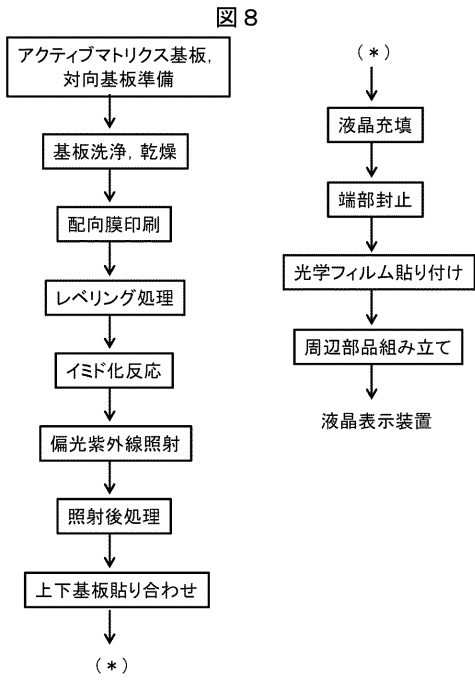 図8
アクティブマトリクス基板,
対向基板準備
基板洗浄, 乾燥
配向膜印刷
レベリング処理
イミド化反応
偏光紫外線照射
照射後処理
上下基板貼り合わせ
(*)
(*)
液晶充填
端部封止
光学フィルム貼り付け
周辺部品組み立て
液晶表示装置